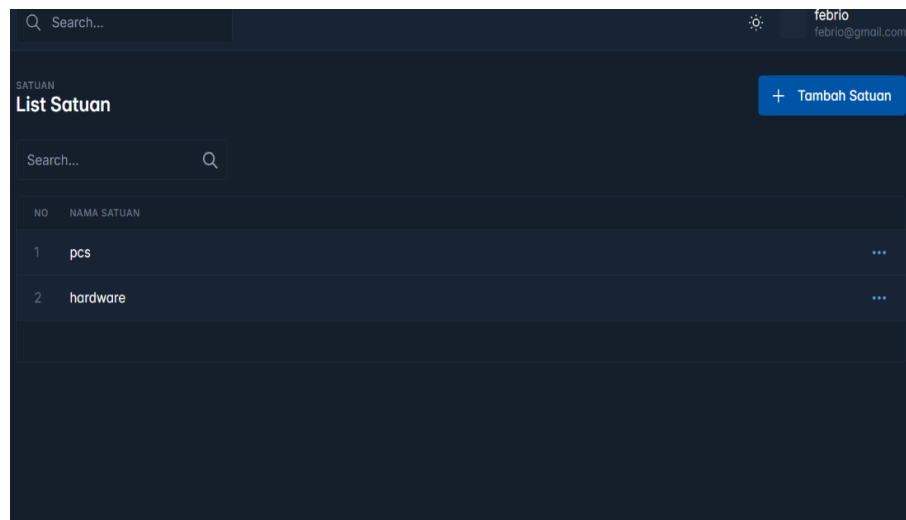 Search...
febrio
febrio@gmail.com
SATUAN
List Satuan
+ Tambah Satuan
Search...
NO NAMA SATUAN
1 pcs
2 hardware